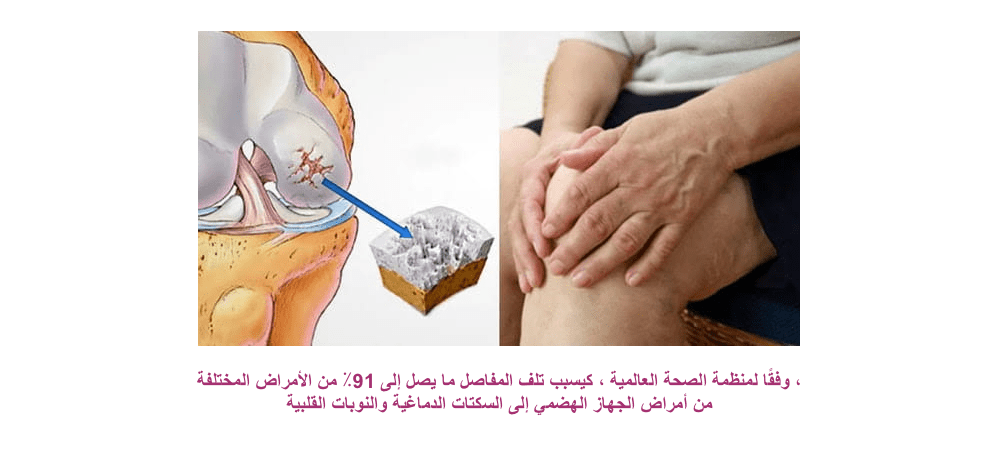 ، وفقًا لمنظمة الصحة العالمية ، كيسبب تلف المفاصل ما يصل إلى 91٪ من الأمراض المختلفة
من أمراض الجهاز الهضمي إلى السكتات الدماغية والنوبات القلبية